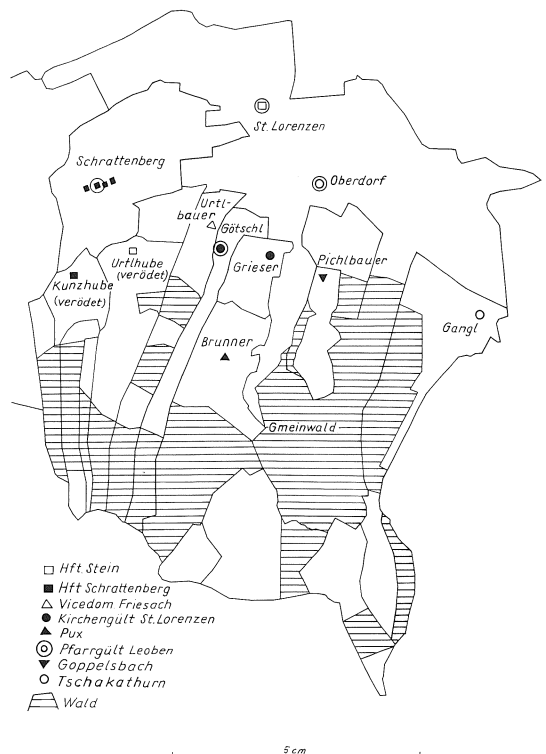 St. Lorenzen
Schrattenberg
Oberdorf
Urtl-
bauer
Götschl
Urtlhube
(verödet)
Grieser
Pichlbauer
Kunzhube
(verödet)
Gangl
Brunner
Gmeinwald
Hft. Stein
Hft Schrattenberg
Vicedom Friesach
Kirchengült St. Lorenzen
Pux
Pfarrgült Leoben
Goppelsbach
Tschakathurn
Wald
5 cm